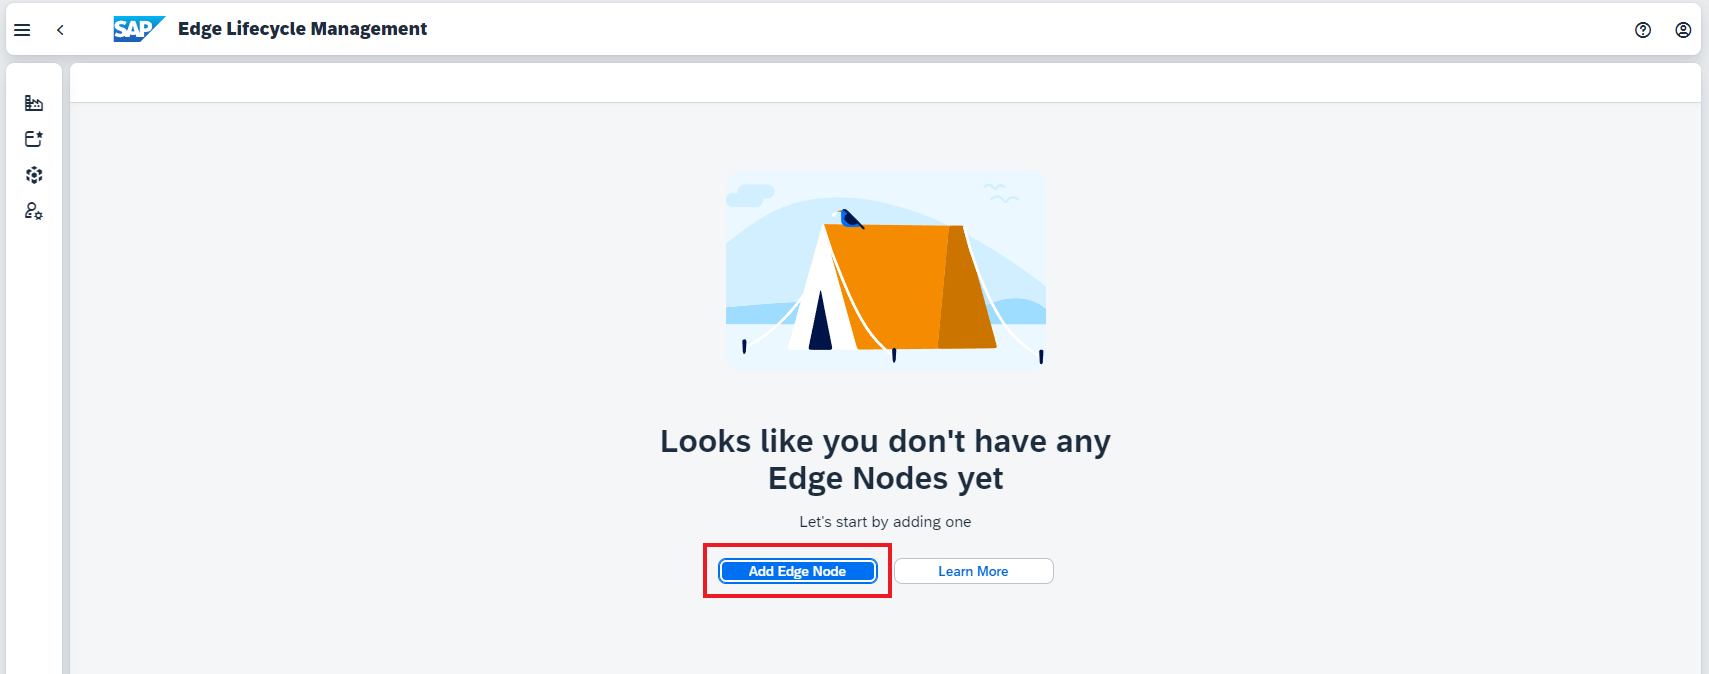 SAP Edge Lifecycle Management
Looks like you don't have any
Edge Nodes yet
Let's start by adding one
Add Edge Node
Learn More